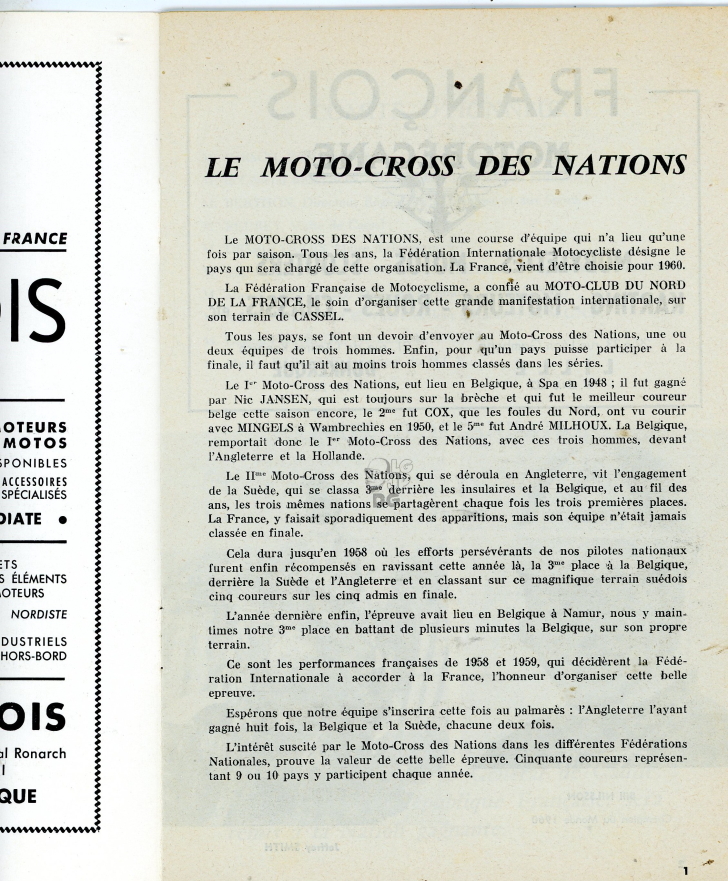 FRANCE
OIS
MOTEURS
MOTOS
DISPONIBLES
ACCESSOIRES
SPÉCIALISÉS
DIATE •
ETS
S ÉLÉMENTS
MOTEURS
NORDISTE
DUSTRIELS
HORS-BORD
OIS
al Ronarch
l
QUE
LE MOTO-CROSS DES NATIONS
Le MOTO-CROSS DES NATIONS, est une course d'équipe qui n'a lieu qu'une
fois par saison. Tous les ans, la Fédération Internationale Motocycliste désigne le
pays qui sera chargé de cette organisation. La France, vient d'être choisie pour 1960.
La Fédération Française de Motocyclisme, a confié au MOTO-CLUB DU NORD
DE LA FRANCE, le soin d'organiser cette grande manifestation internationale, sur
son terrain de CASSEL.
Tous les pays, se font un devoir d'envoyer au Moto-Cross des Nations, une ou
deux équipes de trois hommes. Enfin, pour qu'un pays puisse participer à la
finale, il faut qu'il ait au moins trois hommes classés dans les séries.
Le Ier Moto-Cross des Nations, eut lieu en Belgique, à Spa en 1948 ; il fut gagné
par Nic JANSEN, qui est toujours sur la brèche et qui fut le meilleur coureur
belge cette saison encore, le 2me fut COX, que les foules du Nord, ont vu courir
avec MINGELS à Wambrechies en 1950, et le 5me fut André MILHOUX. La Belgique,
remportait donc le Ier Moto-Cross des Nations, avec ces trois hommes, devant
l'Angleterre et la Hollande.
Le IIme Moto-Cross des Nations, qui se déroula en Angleterre, vit l'engagement
de la Suède, qui se classa 3me derrière les insulaires et la Belgique, et au fil des
ans, les trois mêmes nations se partagèrent chaque fois les trois premières places.
La France, y faisait sporadiquement des apparitions, mais son équipe n'était jamais
classée en finale.
Cela dura jusqu'en 1958 où les efforts persévérants de nos pilotes nationaux
furent enfin récompensés en ravissant cette année là, la 3me place à la Belgique,
derrière la Suède et l'Angleterre et en classant sur ce magnifique terrain suédois
cinq coureurs sur les cinq admis en finale.
L'année dernière enfin, l'épreuve avait lieu en Belgique à Namur, nous y main-
times notre 3me place en battant de plusieurs minutes la Belgique, sur son propre
terrain.
Ce sont les performances françaises de 1958 et 1959, qui décidèrent la Fédé-
ration Internationale à accorder à la France, l'honneur d'organiser cette belle
epreuve.
Espérons que notre équipe s'inscrira cette fois au palmarès : l'Angleterre l'ayant
gagné huit fois, la Belgique et la Suède, chacune deux fois.
L'intérêt suscité par le Moto-Cross des Nations dans les différentes Fédérations
Nationales, prouve la valeur de cette belle épreuve. Cinquante coureurs représen-
tant 9 ou 10 pays y participent chaque année.
1